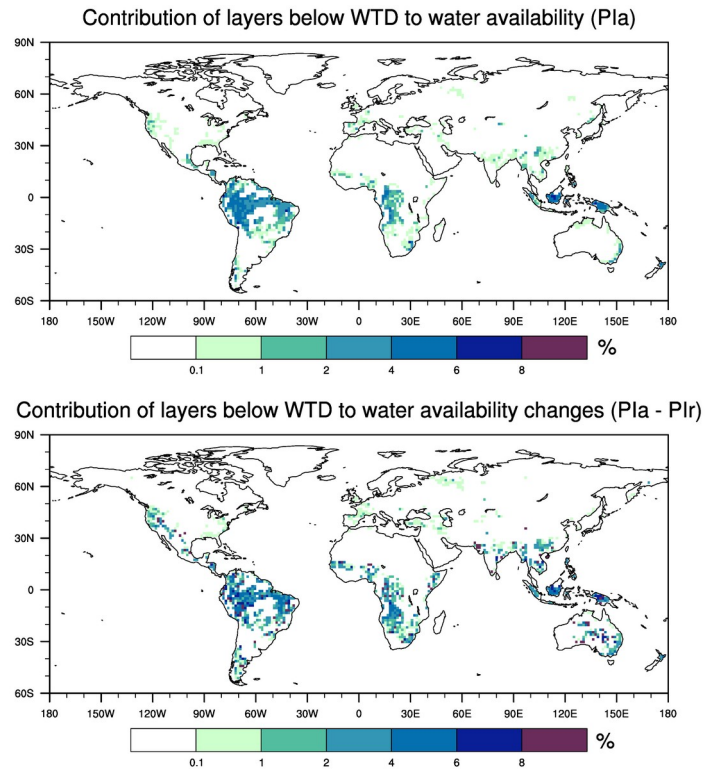 Contribution of layers below WTD to water availability (PIa)
90N
60N
30N
0
30S
60S
180 150W 120W 90W 60W 30W 0 30E 60E 90E 120E 150E 180
0.1 1 2 4 6 8 %
Contribution of layers below WTD to water availability changes (PIa - PIr)
90N
60N
30N
0
30S
60S
180 150W 120W 90W 60W 30W 0 30E 60E 90E 120E 150E 180
0.1 1 2 4 6 8 %